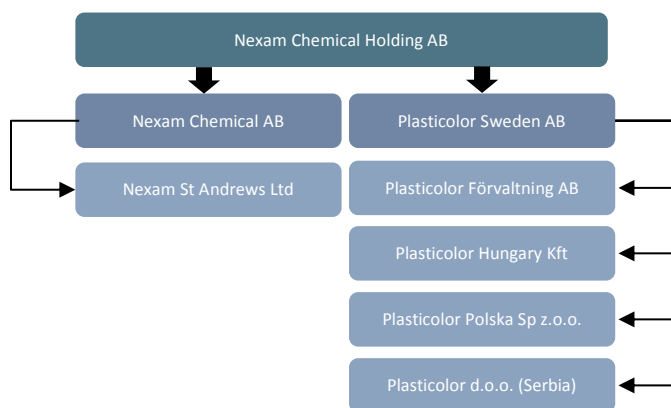 Nexam Chemical Holding AB
Nexam Chemical AB
Plasticolor Sweden AB
Nexam St Andrews Ltd
Plasticolor Förvaltning AB
Plasticolor Hungary Kft
Plasticolor Polska Sp z.o.o.
Plasticolor d.o.o. (Serbia)